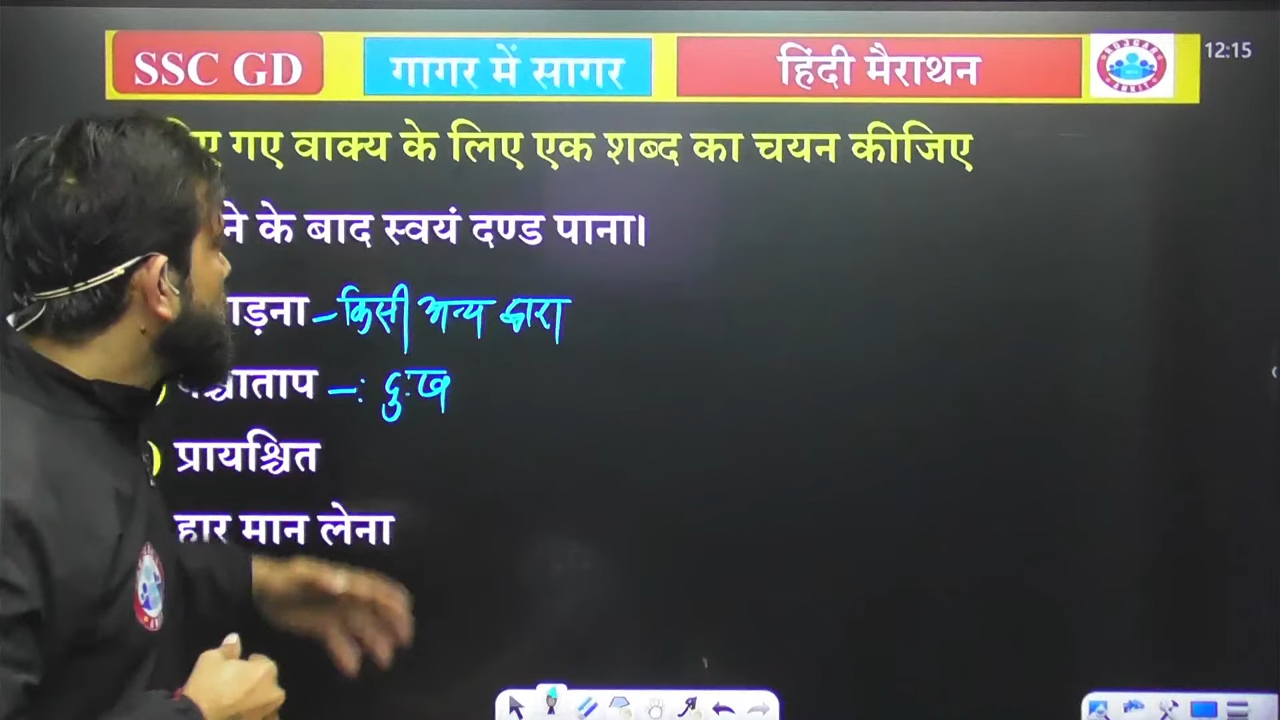 SSC GD गागर में सागर हिंदी मैराथन 12:15
गए वाक्य के लिए एक शब्द का चयन कीजिए
के बाद स्वयं दण्ड पाना।
–किसी अन्य द्वारा
–: दुःख
प्रायश्चित
हार मान लेना